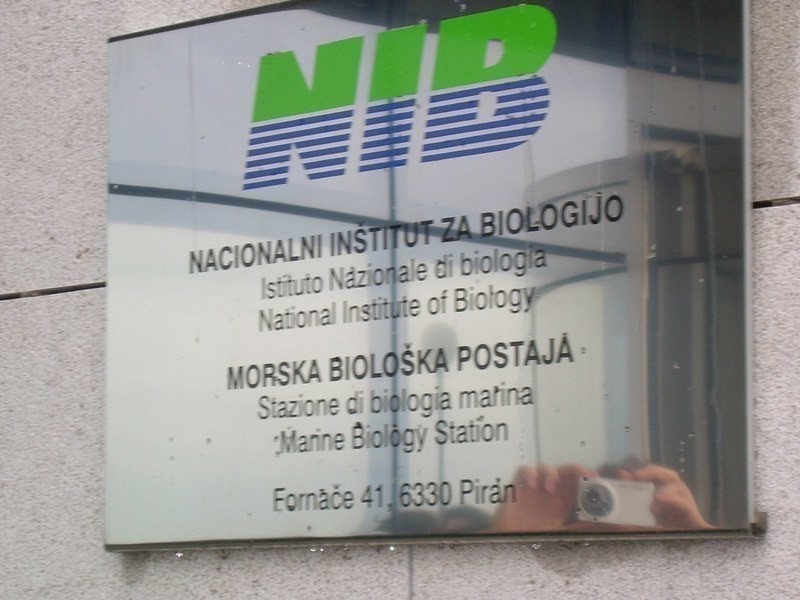 NIB
NACIONALNI INŠTITUT ZA BIOLOGIJO
Istituto Nazionale di biologia
National Institute of Biology
MORSKA BIOLOŠKA POSTAJA
Stazione di biologia marina
Marine Biology Station
Fornače 41, 6330 Piran